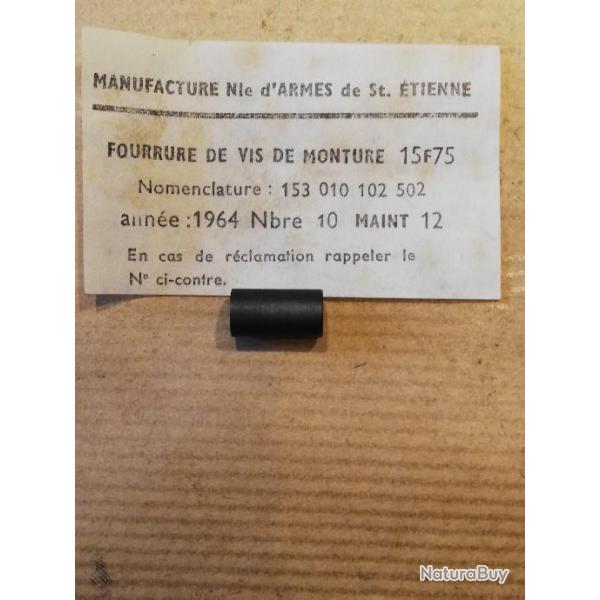 MANUFACTURE Nle d'ARMES de St. ÉTIENNE
FOURRURE DE VIS DE MONTURE 15F75
Nomenclature : 153 010 102 502
année :1964 Nbre 10 MAINT 12
En cas de réclamation rappeler le
N° ci-contre.
NaturaBuy